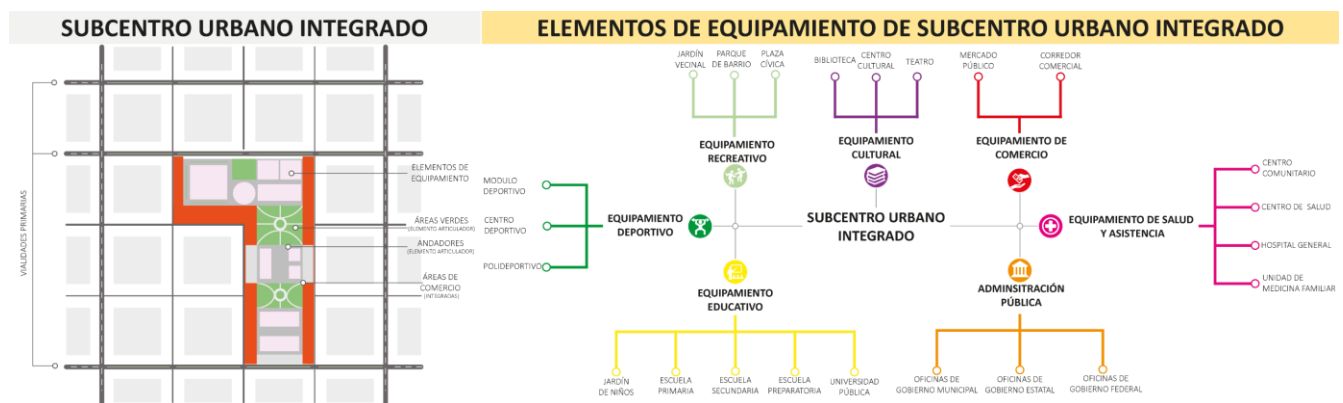 SUBCENTRO URBANO INTEGRADO
VIALIDADES PRIMARIAS
ELEMENTOS DE
EQUIPAMIENTO
ÁREAS VERDES
(ELEMENTO ARTICULADOR)
ANDADORES
(ELEMENTO ARTICULADOR)
ÁREAS DE
COMERCIO
(INTEGRADAS)
ELEMENTOS DE EQUIPAMIENTO DE SUBCENTRO URBANO INTEGRADO
JARDÍN
VECINAL
PARQUE
DE BARRIO
PLAZA
CÍVICA
EQUIPAMIENTO
RECREATIVO
BIBLIOTECA
CENTRO
CULTURAL
TEATRO
EQUIPAMIENTO
CULTURAL
MERCADO
PÚBLICO
CORREDOR
COMERCIAL
EQUIPAMIENTO DE
COMERCIO
MODULO
DEPORTIVO
CENTRO
DEPORTIVO
POLIDEPORTIVO
EQUIPAMIENTO
DEPORTIVO
SUBCENTRO URBANO
INTEGRADO
EQUIPAMIENTO DE SALUD
Y ASISTENCIA
CENTRO
COMUNITARIO
CENTRO DE SALUD
HOSPITAL GENERAL
UNIDAD DE
MEDICINA FAMILIAR
EQUIPAMIENTO
EDUCATIVO
JARDÍN
DE NIÑOS
ESCUELA
PRIMARIA
ESCUELA
SECUNDARIA
ESCUELA
PREPARATORIA
UNIVERSIDAD
PÚBLICA
ADMINSITRACIÓN
PÚBLICA
OFICINAS DE
GOBIERNO MUNICIPAL
OFICINAS DE
GOBIERNO ESTATAL
OFICINAS DE
GOBIERNO FEDERAL